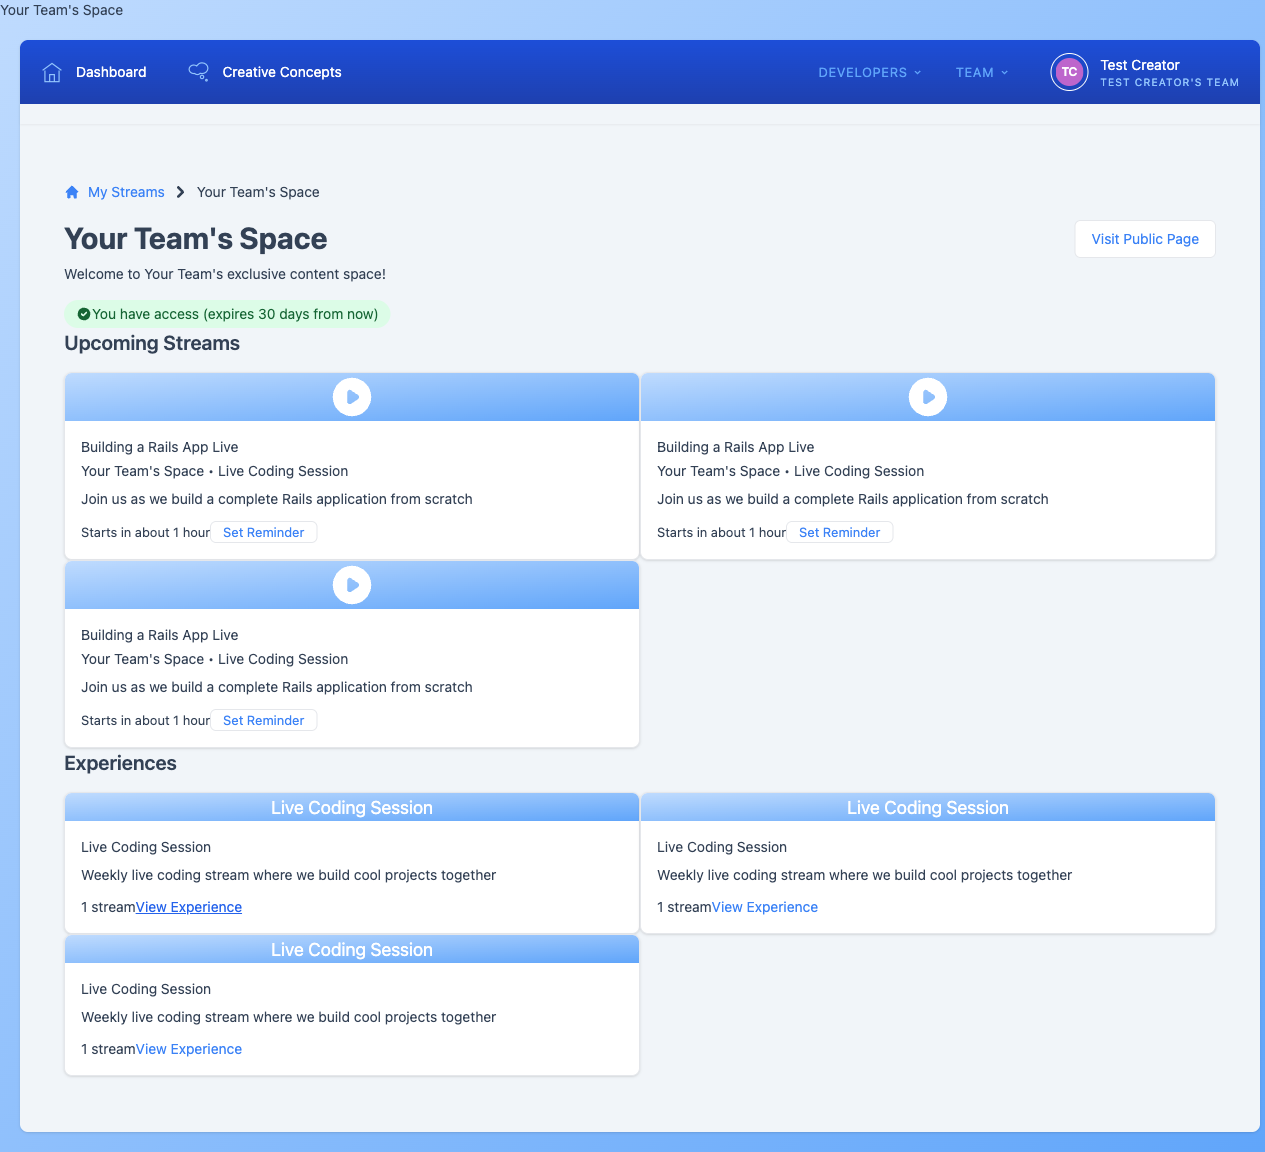 Your Team's Space
Dashboard
Creative Concepts
DEVELOPERS
TEAM
TC
Test Creator
TEST CREATOR'S TEAM
My Streams
Your Team's Space
Your Team's Space
Visit Public Page
Welcome to Your Team's exclusive content space!
You have access (expires 30 days from now)
Upcoming Streams
Building a Rails App Live
Your Team's Space • Live Coding Session
Join us as we build a complete Rails application from scratch
Starts in about 1 hour Set Reminder
Building a Rails App Live
Your Team's Space • Live Coding Session
Join us as we build a complete Rails application from scratch
Starts in about 1 hour Set Reminder
Building a Rails App Live
Your Team's Space • Live Coding Session
Join us as we build a complete Rails application from scratch
Starts in about 1 hour Set Reminder
Experiences
Live Coding Session
Live Coding Session
Weekly live coding stream where we build cool projects together
1 streamView Experience
Live Coding Session
Live Coding Session
Weekly live coding stream where we build cool projects together
1 streamView Experience
Live Coding Session
Live Coding Session
Weekly live coding stream where we build cool projects together
1 streamView Experience